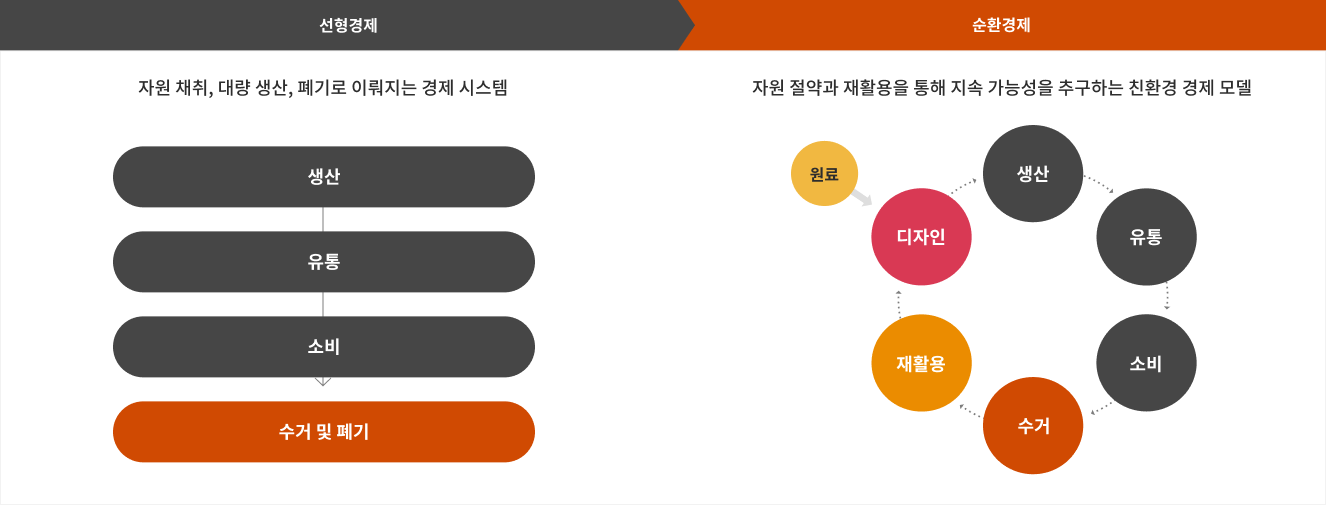 선형경제
순환경제
자원 채취, 대량 생산, 폐기로 이뤄지는 경제 시스템
생산
유통
소비
수거 및 폐기
자원 절약과 재활용을 통해 지속 가능성을 추구하는 친환경 경제 모델
원료
디자인
생산
유통
소비
수거
재활용